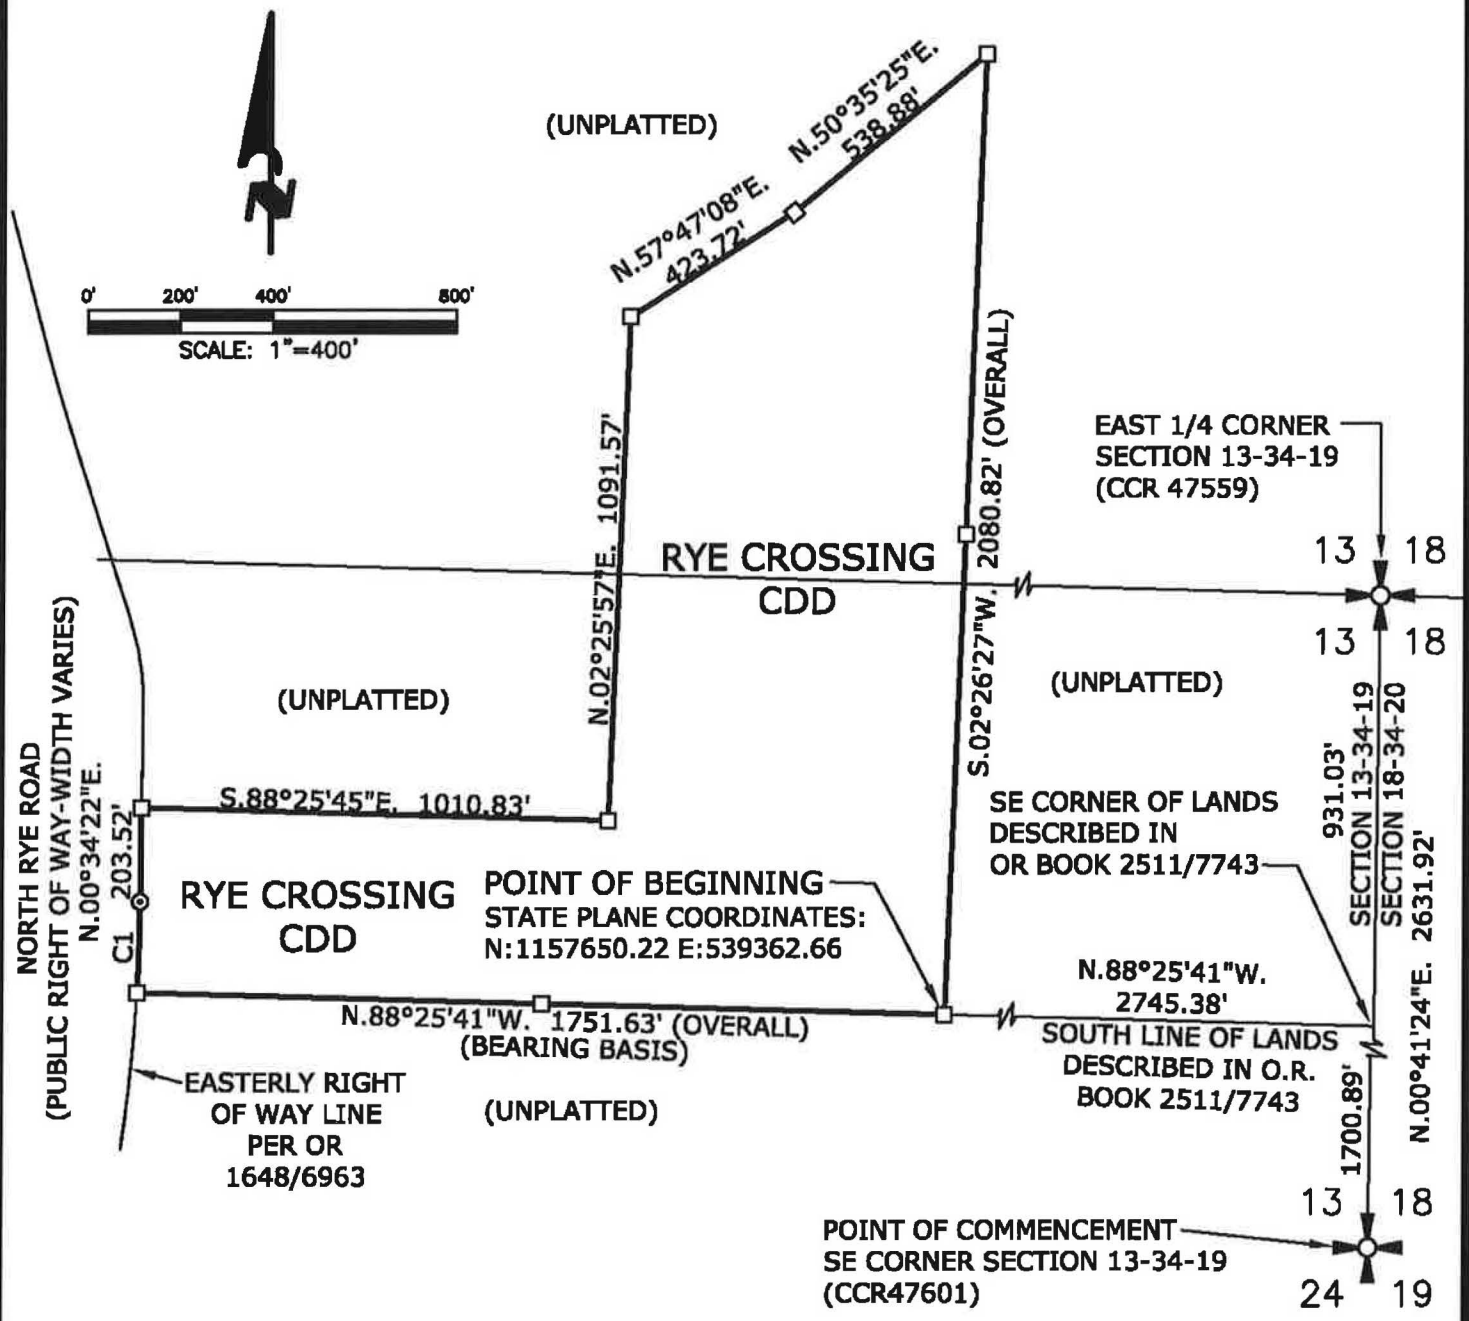 N
0' 200' 400' 800'
SCALE: 1"=400'
(UNPLATTED)
N.50°35'25"E.
538.88'
N.57°47'08"E.
423.72'
N.02°25'57"E. 1091.57'
S.02°26'27"W. 2080.82' (OVERALL)
EAST 1/4 CORNER
SECTION 13-34-19
(CCR 47559)
13 18
13 18
RYE CROSSING
CDD
(UNPLATTED)
(UNPLATTED)
NORTH RYE ROAD
(PUBLIC RIGHT OF WAY-WIDTH VARIES)
N.00°34'22"E.
203.52'
C1
S.88°25'45"E. 1010.83'
RYE CROSSING
CDD
POINT OF BEGINNING
STATE PLANE COORDINATES:
N:1157650.22 E:539362.66
SE CORNER OF LANDS
DESCRIBED IN
OR BOOK 2511/7743
931.03'
SECTION 13-34-19
SECTION 18-34-20
N.00°41'24"E. 2631.92'
N.88°25'41"W.
2745.38'
SOUTH LINE OF LANDS
DESCRIBED IN O.R.
BOOK 2511/7743
1700.89'
N.88°25'41"W. 1751.63' (OVERALL)
(BEARING BASIS)
(UNPLATTED)
EASTERLY RIGHT
OF WAY LINE
PER OR
1648/6963
13 18
POINT OF COMMENCEMENT
SE CORNER SECTION 13-34-19
(CCR47601)
24 19